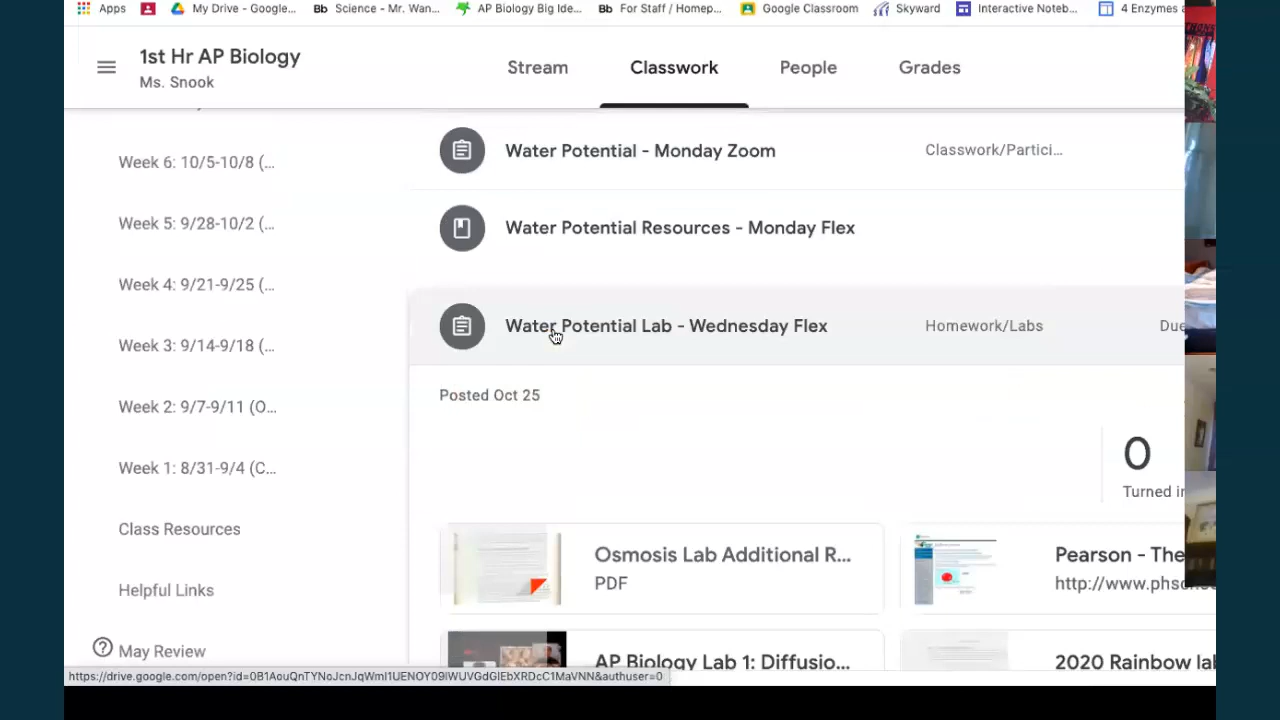 Apps My Drive - Google... Bb Science - Mr. Wan... AP Biology Big Ide... Bb For Staff / Homep... Google Classroom Skyward Interactive Noteb... 4 Enzymes
1st Hr AP Biology
Ms. Snook
Stream Classwork People Grades
Week 6: 10/5-10/8 (...
Week 5: 9/28-10/2 (...
Week 4: 9/21-9/25 (...
Week 3: 9/14-9/18 (...
Week 2: 9/7-9/11 (O...
Week 1: 8/31-9/4 (C...
Class Resources
Helpful Links
May Review
Water Potential - Monday Zoom Classwork/Partici...
Water Potential Resources - Monday Flex
Water Potential Lab - Wednesday Flex Homework/Labs Due
Posted Oct 25
0
Turned in
Osmosis Lab Additional R...
PDF
Pearson - The
AP Biology Lab 1: Diffusio...
2020 Rainbow lab